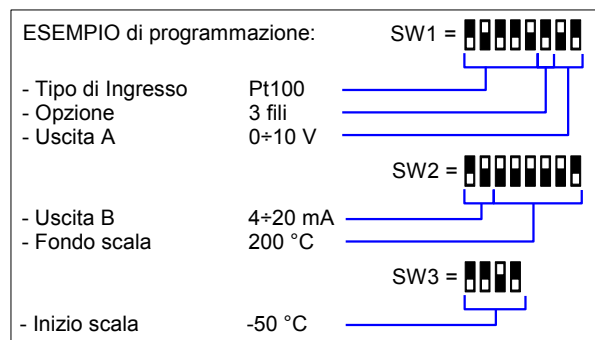 ESEMPIO di programmazione: SW1 =
- Tipo di Ingresso Pt100
- Opzione 3 fili
- Uscita A 0÷10 V
SW2 =
- Uscita B 4÷20 mA
- Fondo scala 200 °C
SW3 =
- Inizio scala -50 °C